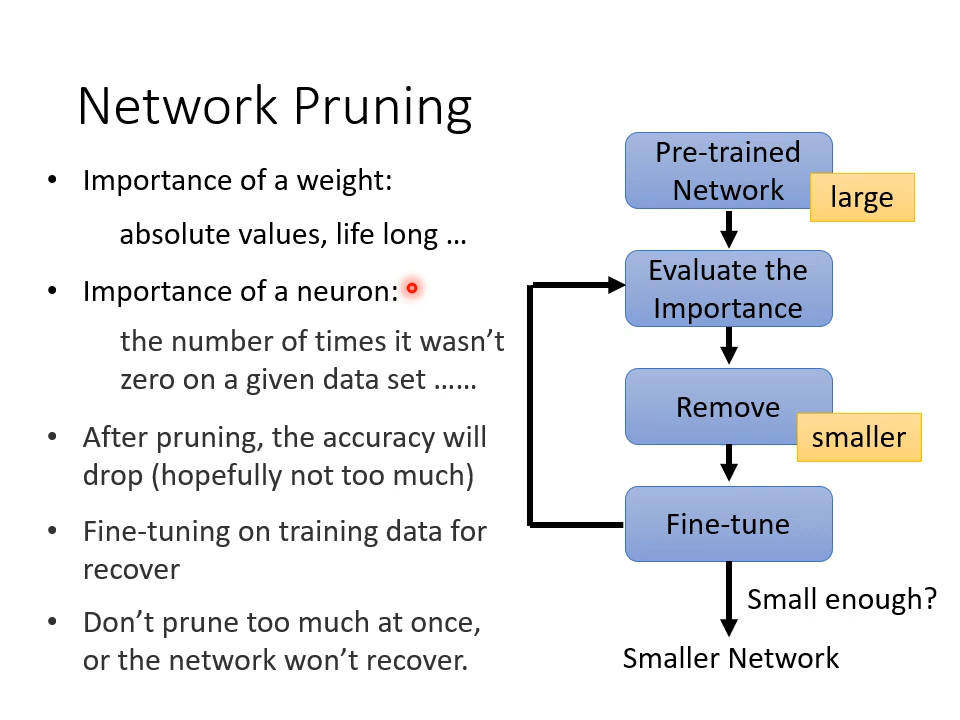 Network Pruning
• Importance of a weight:
absolute values, life long …
• Importance of a neuron:
the number of times it wasn’t
zero on a given data set ……
• After pruning, the accuracy will
drop (hopefully not too much)
• Fine-tuning on training data for
recover
• Don’t prune too much at once,
or the network won’t recover.
Pre-trained
Network
large
Evaluate the
Importance
Remove
smaller
Fine-tune
Small enough?
Smaller Network